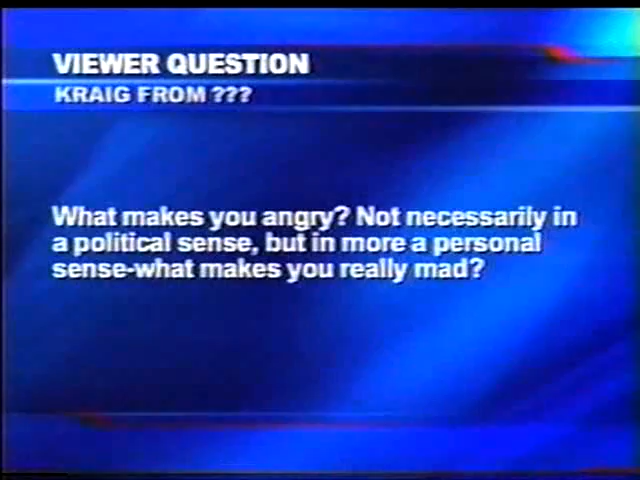 VIEWER QUESTION
KRAIG FROM ???
What makes you angry? Not necessarily in
a political sense, but in more a personal
sense-what makes you really mad?